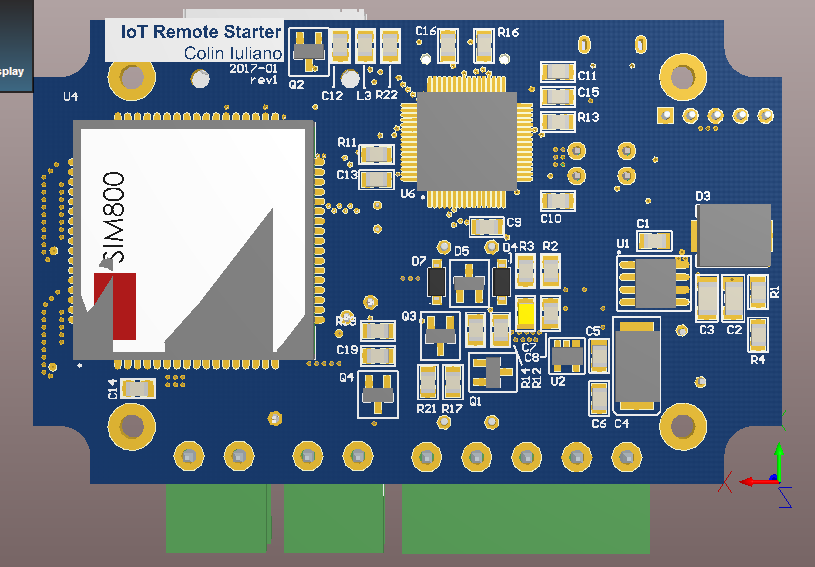 splay
IoT Remote Starter
Colin Iuliano
2017-01
rev1
Q2
C12
L3
R22
C16
R16
U4
C11
C15
R13
R11
C13
U6
C10
SIM800
C9
D3
C1
U1
D7
D5
D4
R3
R2
R1
C3
C2
Q3
C7
C8
R14
R12
C19
C5
R4
U2
Q4
C14
R21
R17
Q1
C6
C4
X
Z